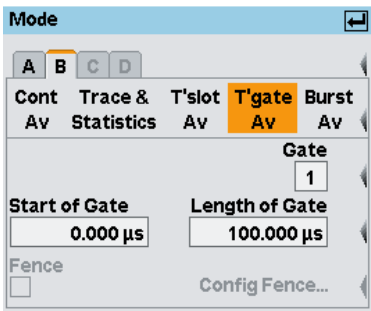 Mode
A B C D
Cont Trace & T'slot T'gate Burst
Av Statistics Av Av Av
Gate
1
Start of Gate Length of Gate
0.000 µs 100.000 µs
Fence
Config Fence...